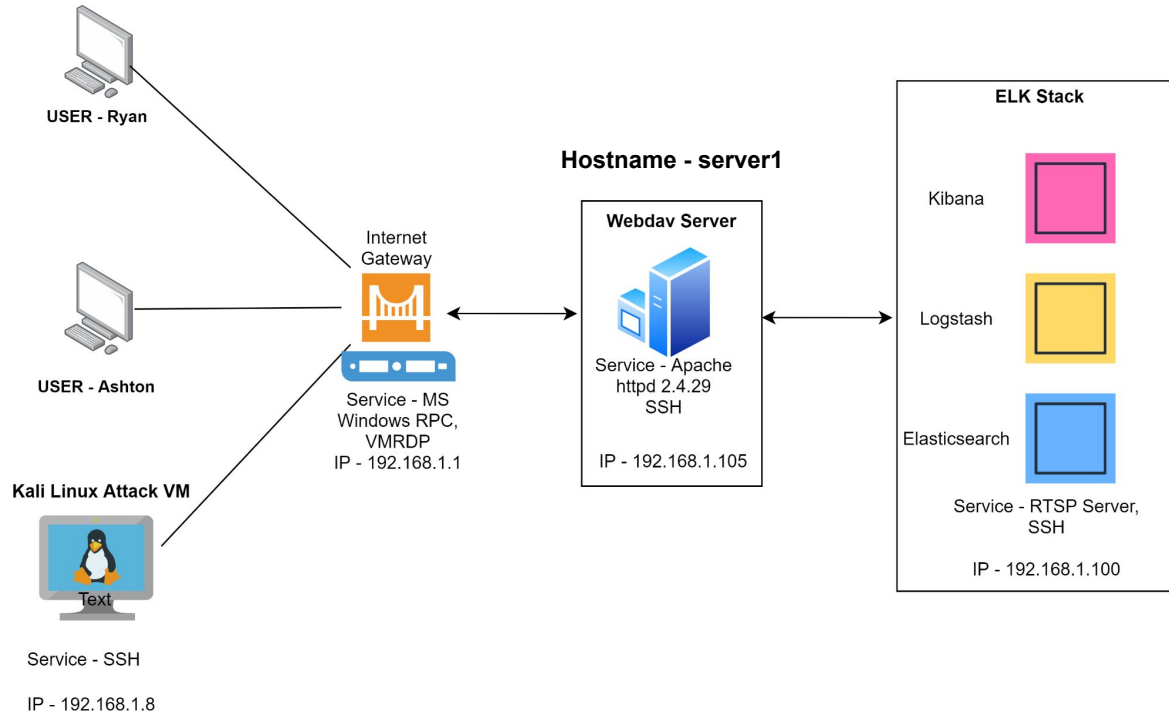 USER - Ryan
USER - Ashton
Kali Linux Attack VM
Text
Service - SSH
IP - 192.168.1.8
Internet
Gateway
Service - MS
Windows RPC,
VMRDP
IP - 192.168.1.1
Hostname - server1
Webdav Server
Service - Apache
httpd 2.4.29
SSH
IP - 192.168.1.105
ELK Stack
Kibana
Logstash
Elasticsearch
Service - RTSP Server,
SSH
IP - 192.168.1.100